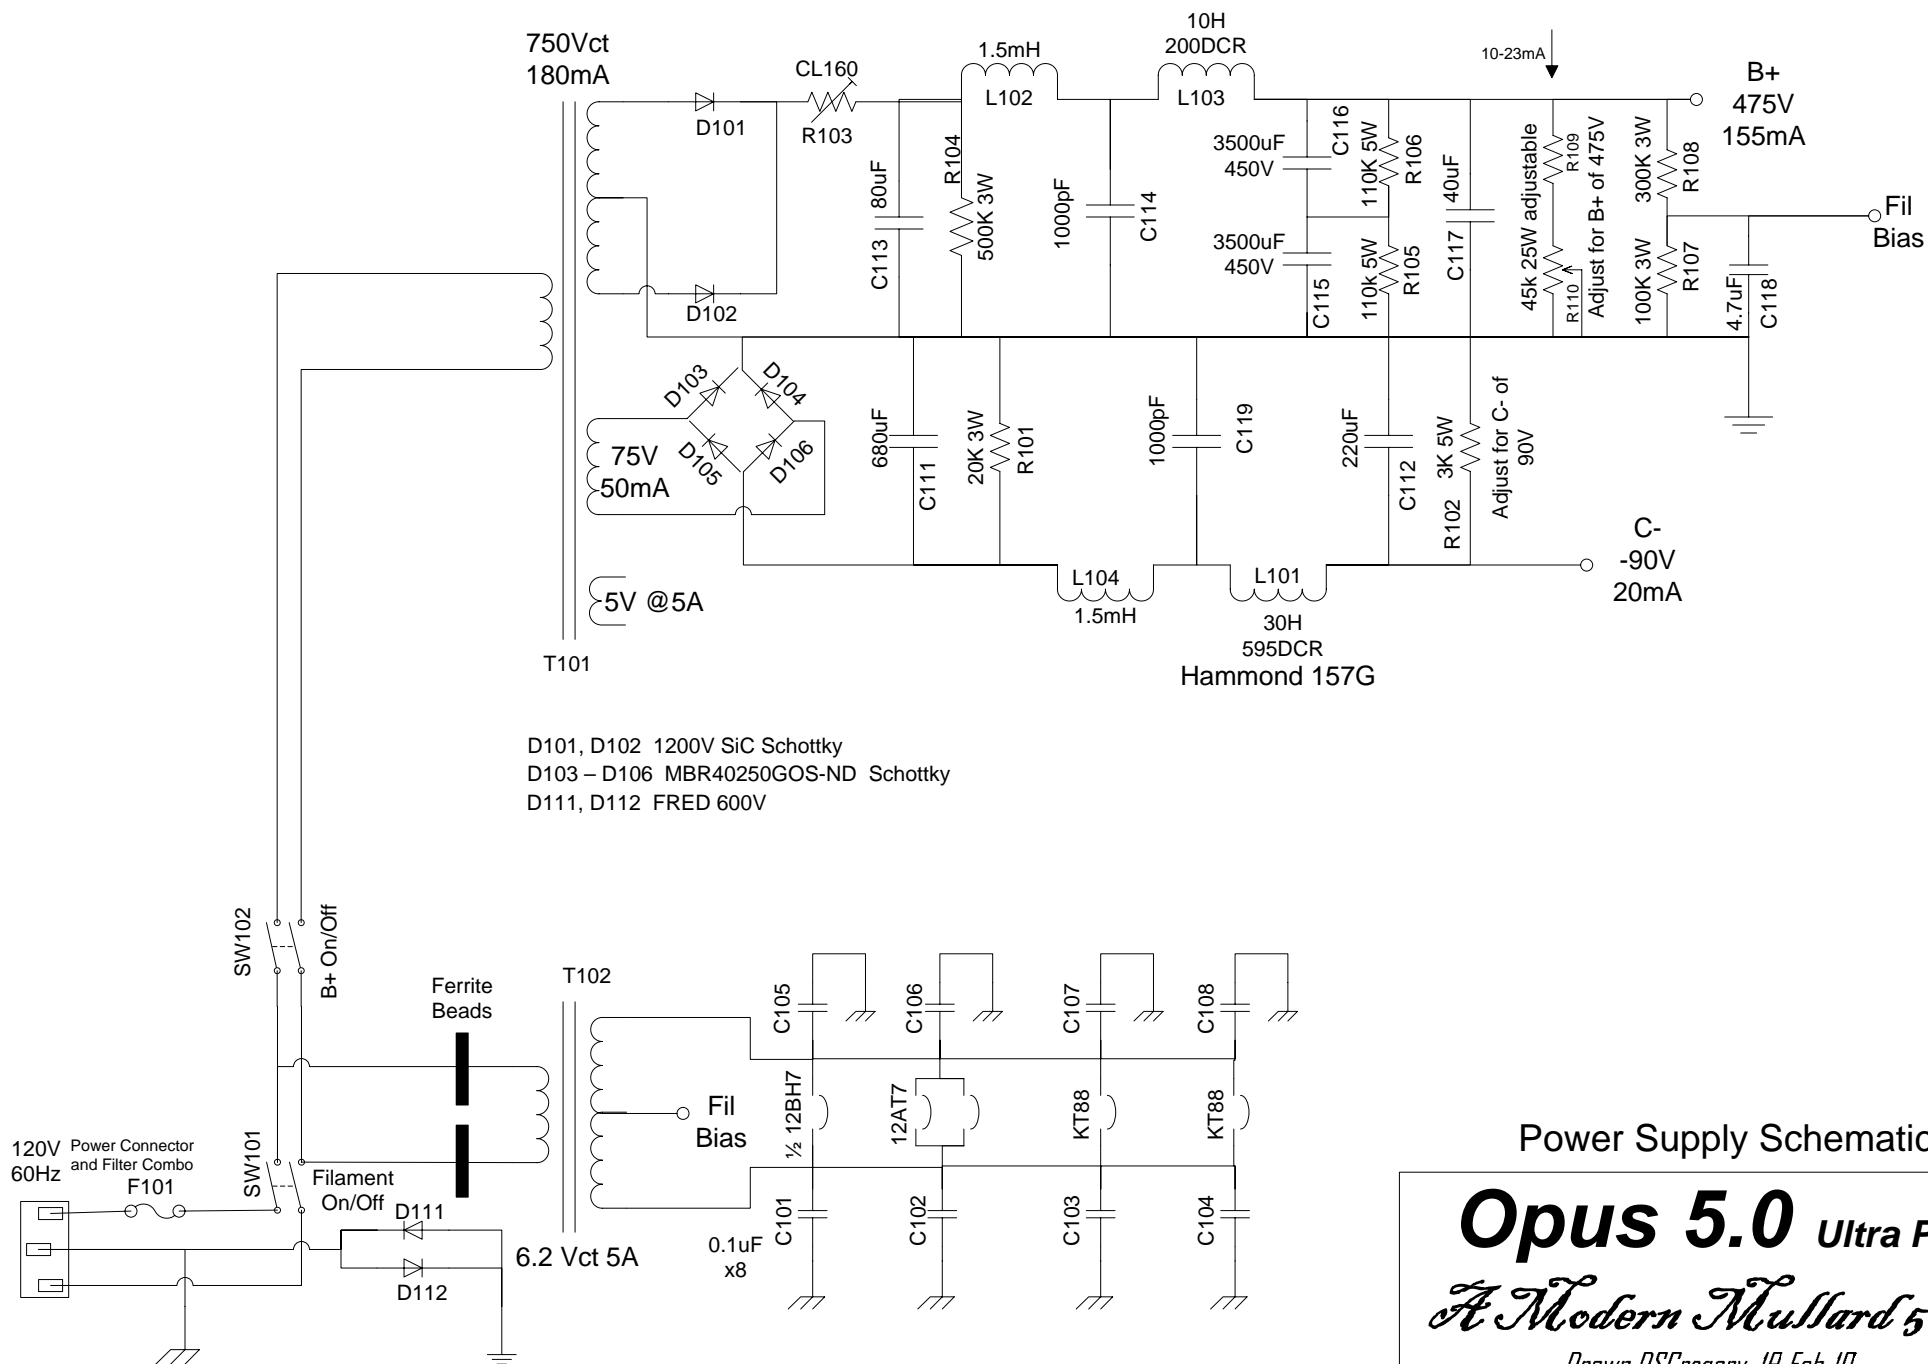 750Vct
180mA
D101
CL160
R103
D102
1.5mH
L102
10H
200DCR
L103
10-23mA
B+
475V
155mA
80uF
C113
R104
500K 3W
1000pF
C114
3500uF
450V
C116
3500uF
450V
C115
110K 5W
R106
110k 5W
R105
40uF
C117
45k 25W adjustable
R109
R110
Adjust for B+ of 475V
300K 3W
R108
100K 3W
R107
4.7uF
C118
Fil
Bias
D103
D104
D105
D106
75V
50mA
680uF
C111
20K 3W
R101
1000pF
C119
220uF
C112
3K 5W
R102
Adjust for C- of
90V
C-
-90V
20mA
L104
1.5mH
L101
30H
595DCR
Hammond 157G
5V @5A
T101
D101, D102 1200V SiC Schottky
D103 – D106 MBR40250GOS-ND Schottky
D111, D112 FRED 600V
SW102
B+ On/Off
Ferrite
Beads
T102
C105
C106
C107
C108
Fil
Bias
½ 12BH7
12AT7
KT88
KT88
120V
60Hz
Power Connector
and Filter Combo
F101
SW101
Filament
On/Off
D111
D112
6.2 Vct 5A
0.1uF
x8
C101
C102
C103
C104
Power Supply Schematic
Opus 5.0 Ultra P
A Modern Mullard 5